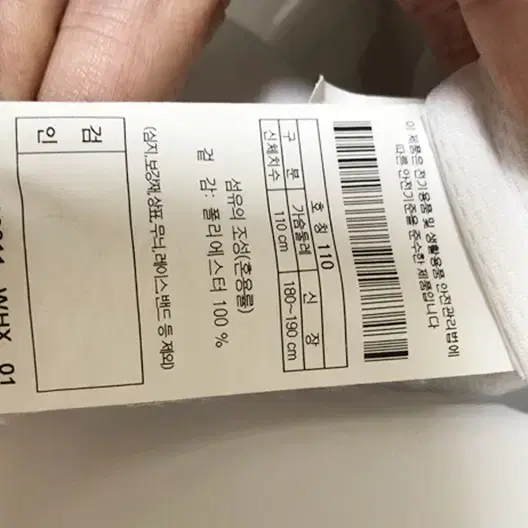 이 제품은 전기용품 및 생활용품 안전관리법에
따른 안전기준을 준수한 제품입니다
호 칭 110
구 분 가슴둘레 신 장
신체치수 110 cm 180~190 cm
섬유의 조성(혼용률)
겉 감: 폴리에스터 100 %
(심지,보강재,상표 무늬,레이스,밴드 등 제외)
검
인
WHX 01